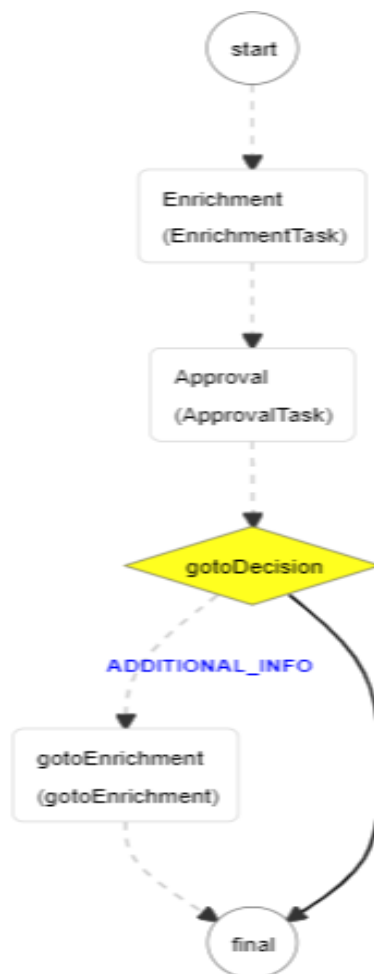 start
Enrichment
(EnrichmentTask)
Approval
(ApprovalTask)
gotoDecision
ADDITIONAL_INFO
gotoEnrichment
(gotoEnrichment)
final